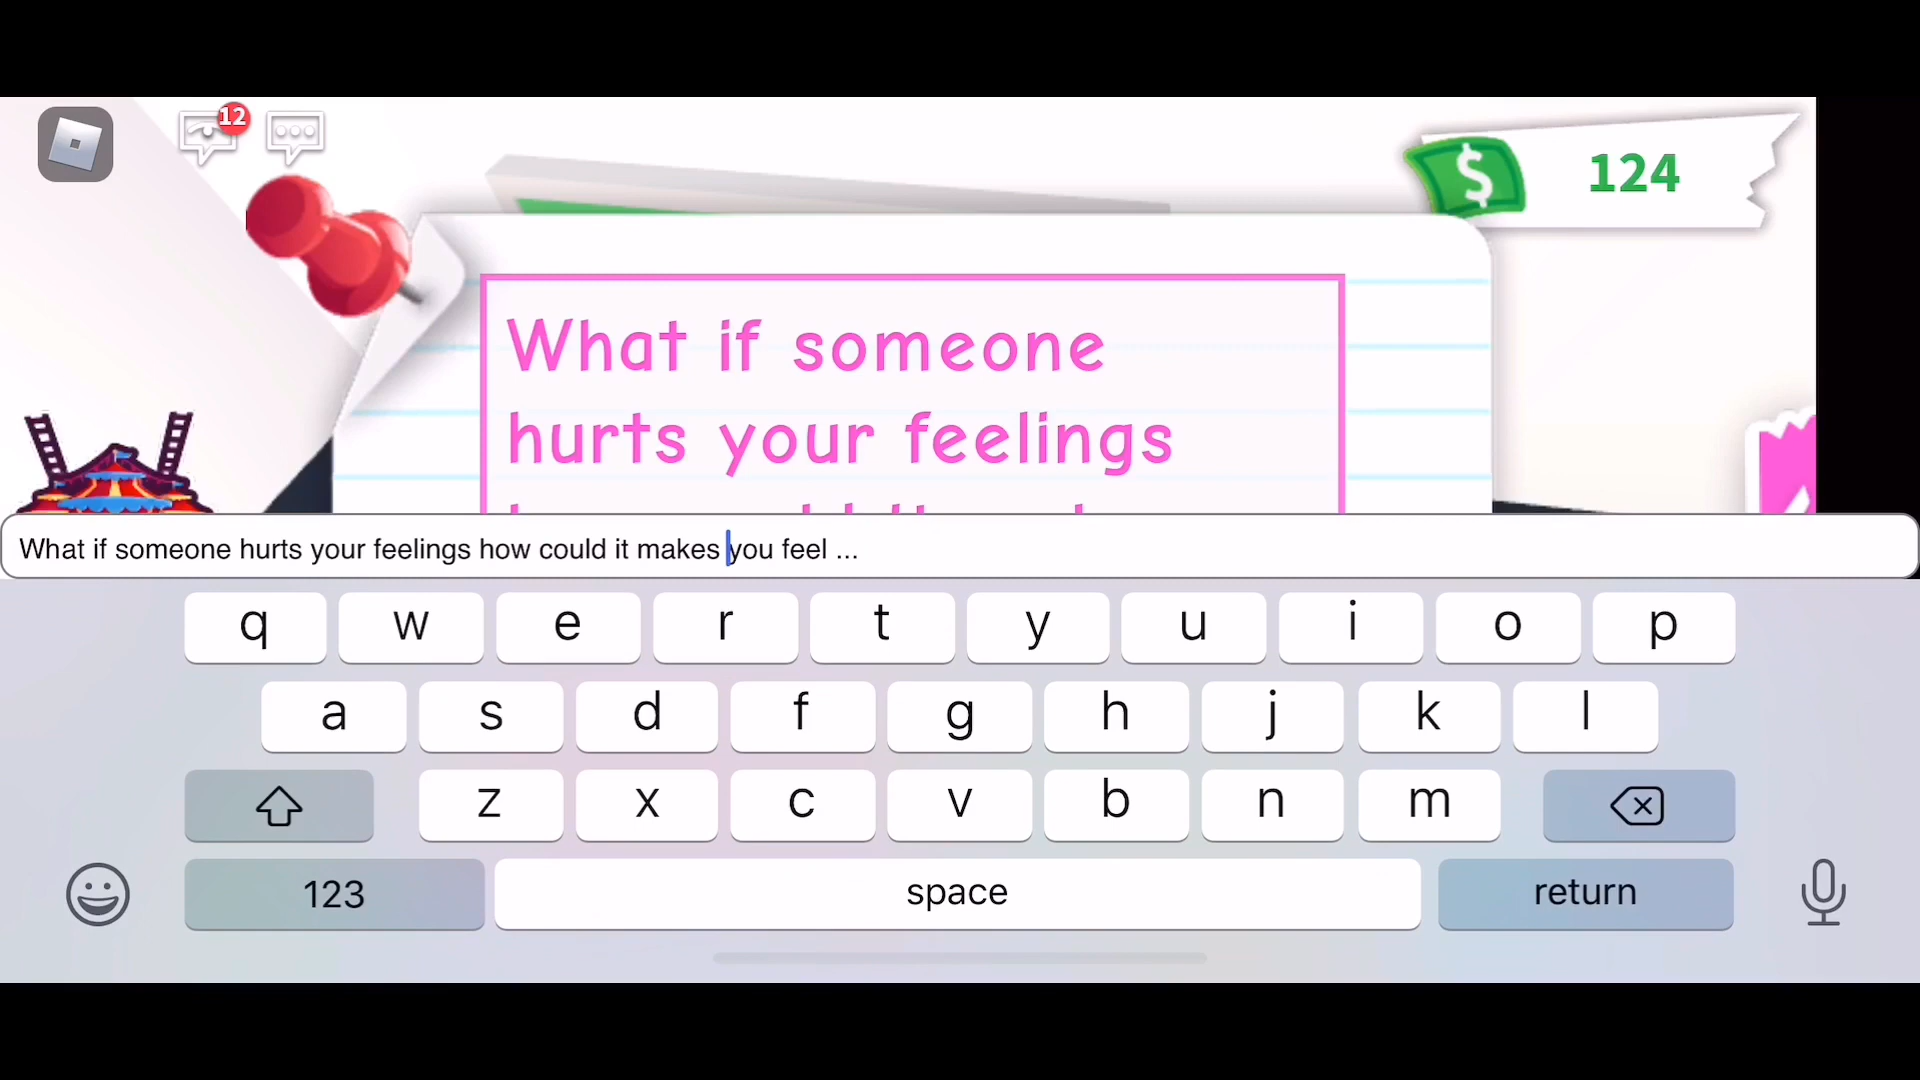 12
$ 124
What if someone
hurts your feelings
What if someone hurts your feelings how could it makes you feel ...
q w e r t y u i o p
a s d f g h j k l
z x c v b n m
123 space return